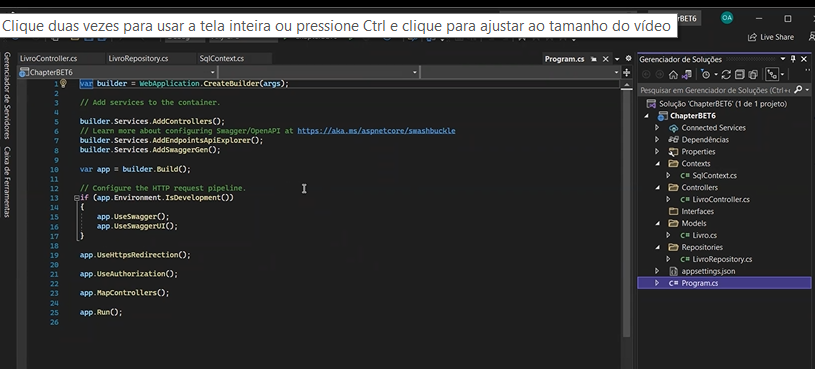 Clique duas vezes para usar a tela inteira ou pressione Ctrl e clique para ajustar ao tamanho do vídeo
ChapterBET6
OA
Live Share
LivroController.cs
LivroRepository.cs
SqlContext.cs
Program.cs
ChapterBET6
Gerenciador de Servidores
Caixa de Ferramentas
1 var builder = WebApplication.CreateBuilder(args);
2
3 // Add services to the container.
4
5 builder.Services.AddControllers();
6 // Learn more about configuring Swagger/OpenAPI at https://aka.ms/aspnetcore/swashbuckle
7 builder.Services.AddEndpointsApiExplorer();
8 builder.Services.AddSwaggerGen();
9
10 var app = builder.Build();
11
12 // Configure the HTTP request pipeline.
13 if (app.Environment.IsDevelopment())
14 {
15 app.UseSwagger();
16 app.UseSwaggerUI();
17 }
18
19 app.UseHttpsRedirection();
20
21 app.UseAuthorization();
22
23 app.MapControllers();
24
25 app.Run();
26
Gerenciador de Soluções
Pesquisar em Gerenciador de Soluções (Ctrl+
Solução 'ChapterBET6' (1 de 1 projeto)
ChapterBET6
Connected Services
Dependências
Properties
Contexts
C# SqlContext.cs
Controllers
C# LivroController.cs
Interfaces
Models
C# Livro.cs
Repositories
C# LivroRepository.cs
appsettings.json
C# Program.cs